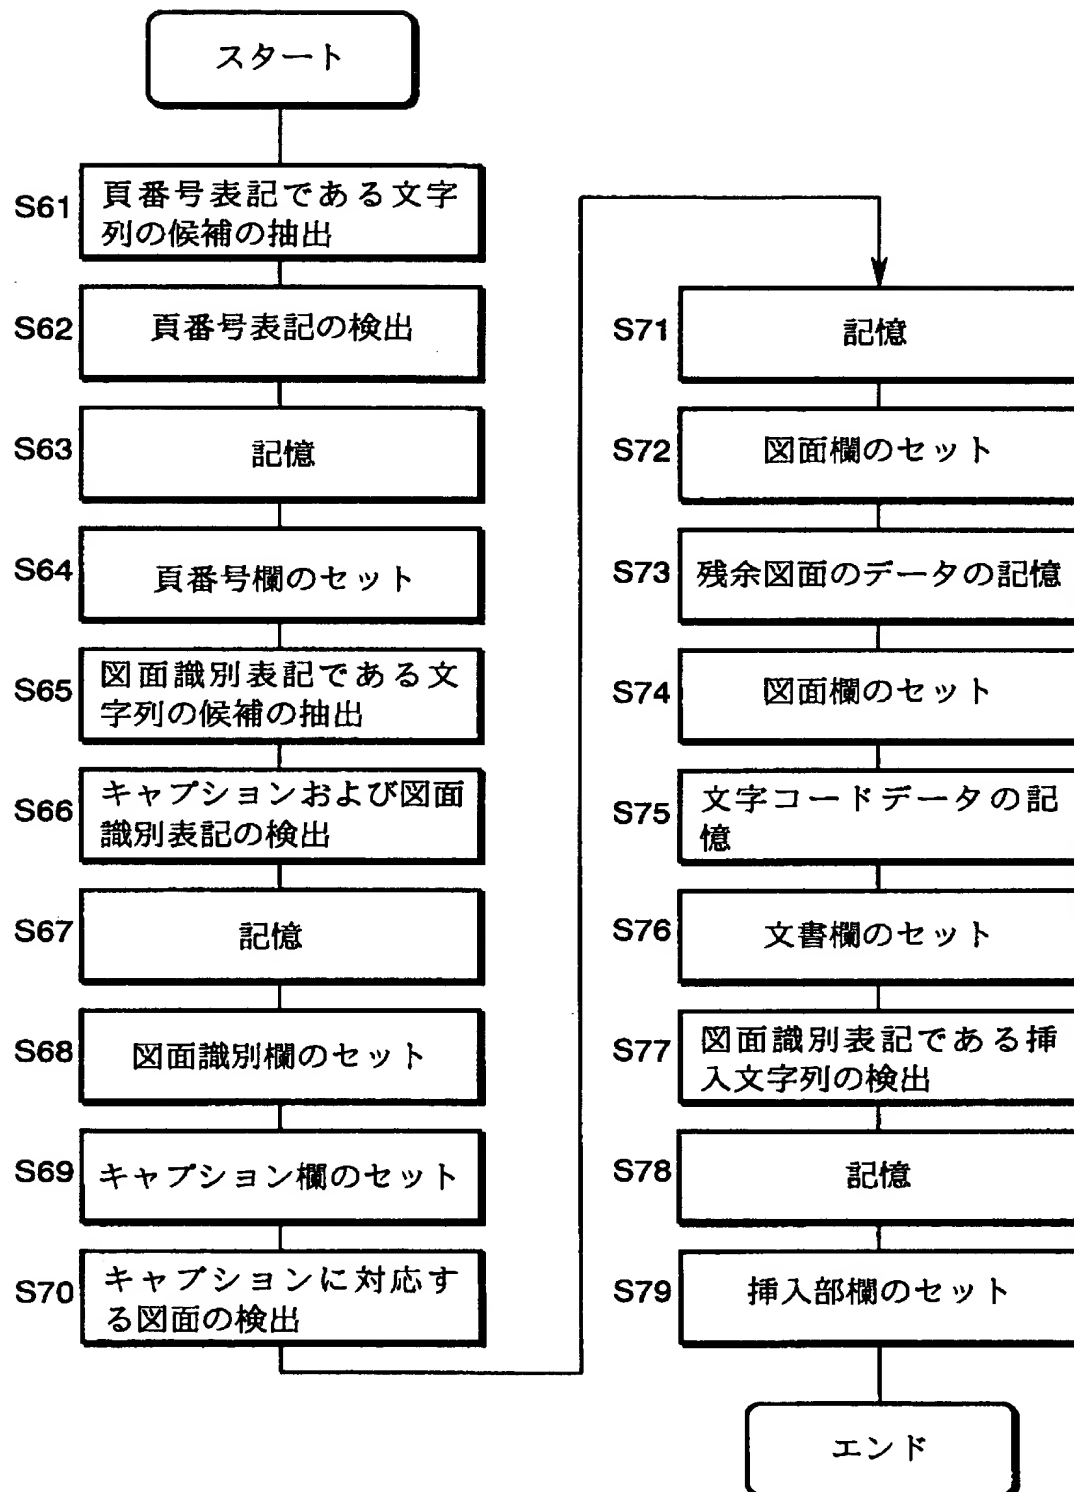 スタート
S61
頁番号表記である文字
列の候補の抽出
S62
頁番号表記の検出
S63
記憶
S64
頁番号欄のセット
S65
図面識別表記である文
字列の候補の抽出
S66
キャプションおよび図面
識別表記の検出
S67
記憶
S68
図面識別欄のセット
S69
キャプション欄のセット
S70
キャプションに対応す
る図面の検出
S71
記憶
S72
図面欄のセット
S73
残余図面のデータの記憶
S74
図面欄のセット
S75
文字コードデータの記
憶
S76
文書欄のセット
S77
図面識別表記である挿
入文字列の検出
S78
記憶
S79
挿入部欄のセット
エンド